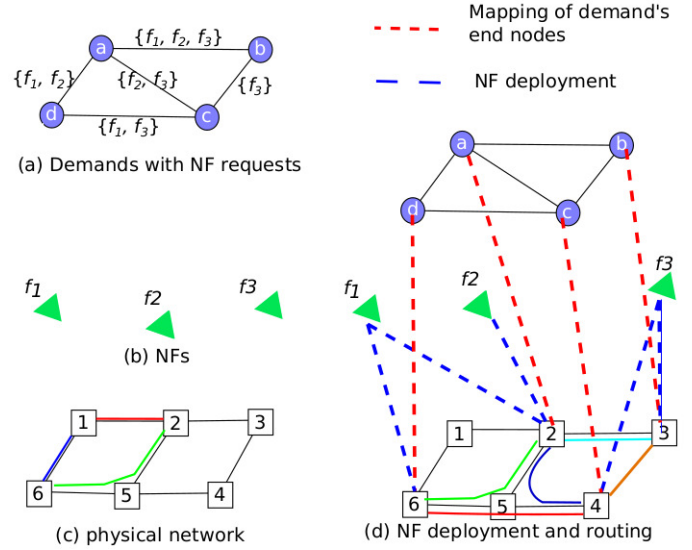 Mapping of demand's
end nodes
NF deployment
a
{f1, f2, f3}
b
{f1, f2}
{f2, f3}
{f3}
d
c
{f1, f3}
(a) Demands with NF requests
a
b
d
c
f1
f2
f3
(b) NFs
f1
f2
f3
1
2
3
6
5
4
(c) physical network
1
2
3
6
5
4
(d) NF deployment and routing